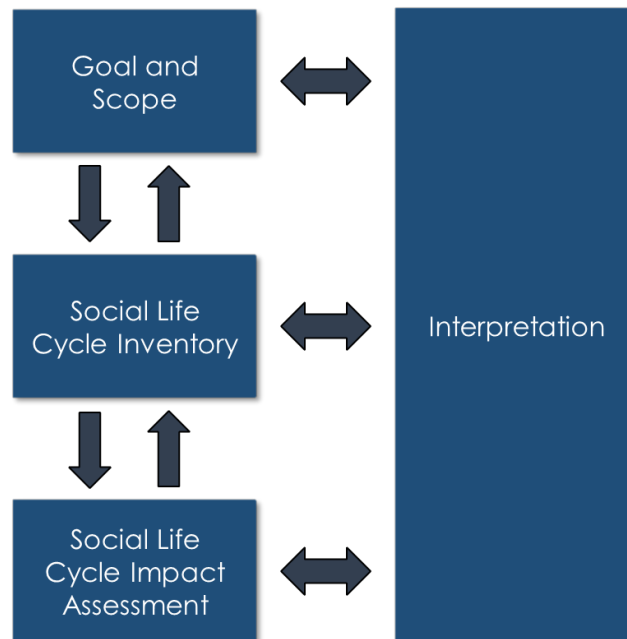 Goal and
Scope
Social Life
Cycle Inventory
Interpretation
Social Life
Cycle Impact
Assessment